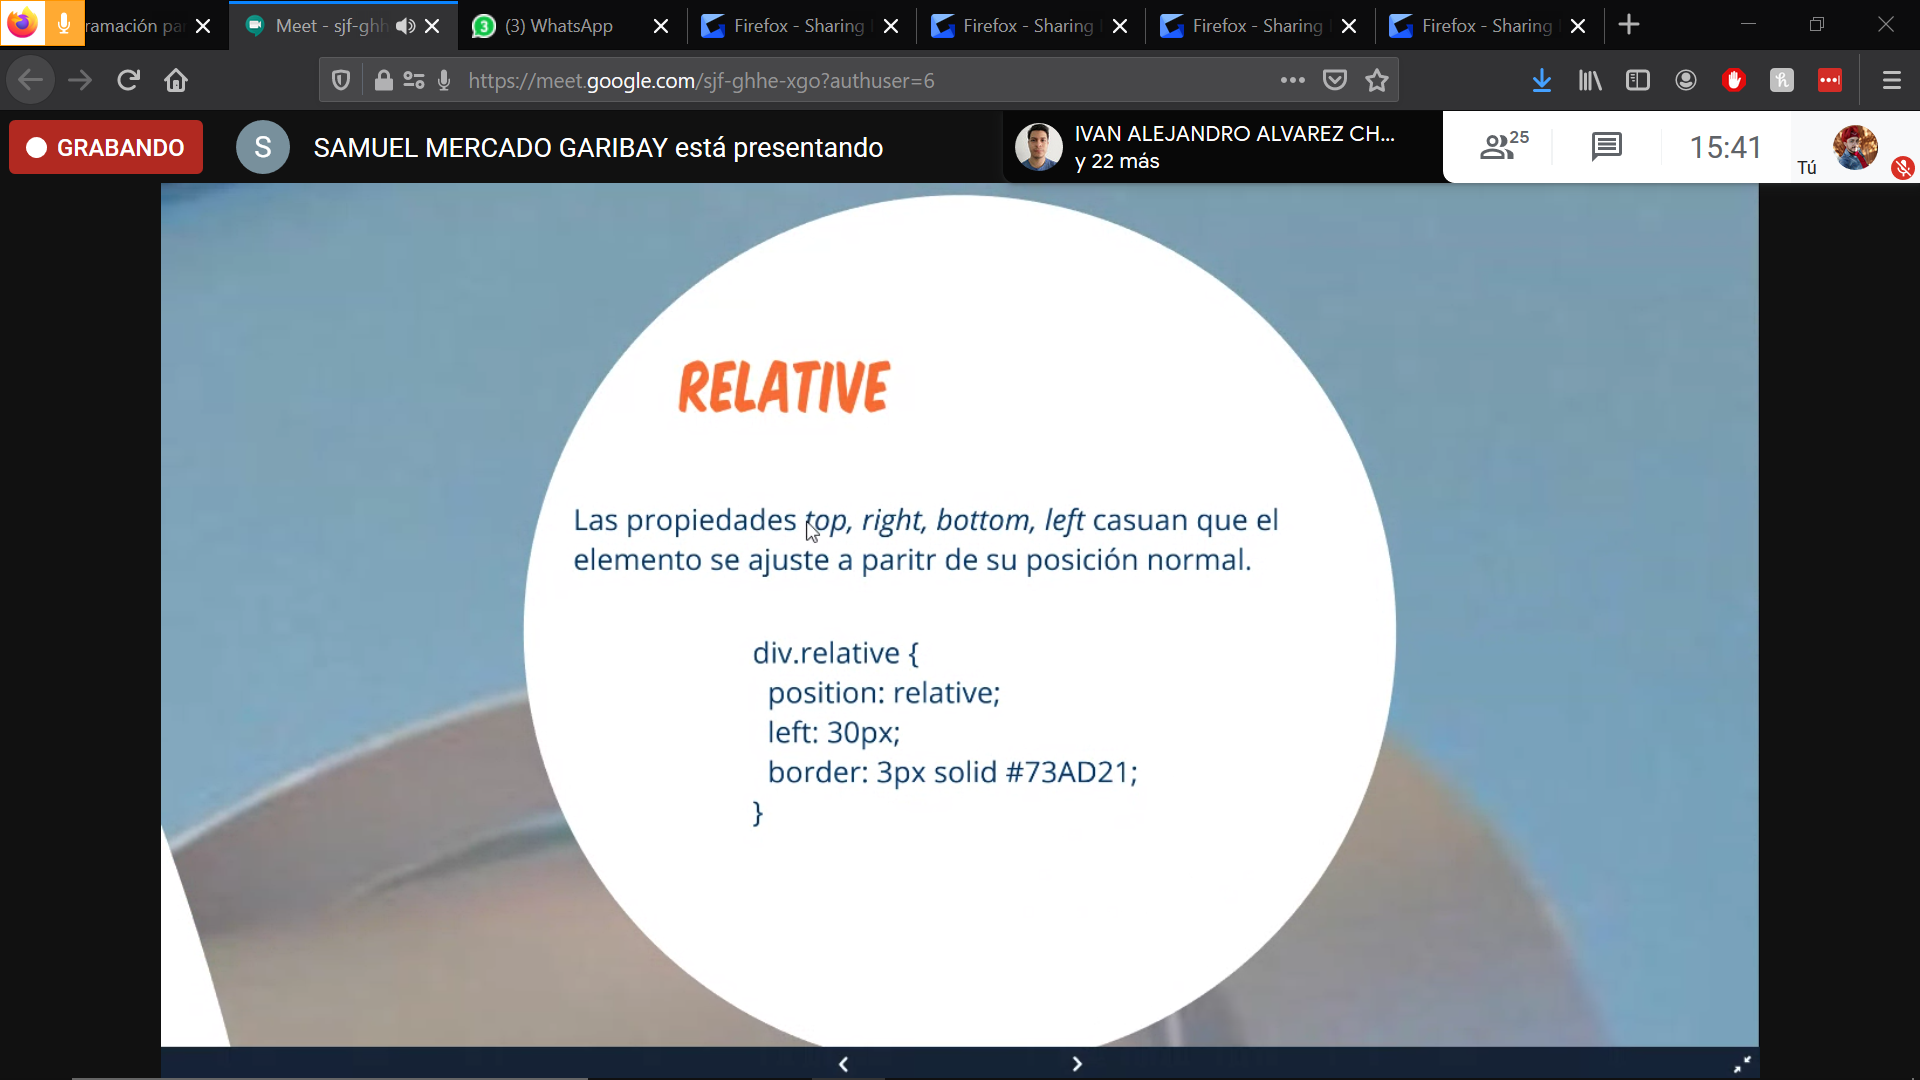 ramación pa
Meet - sjf-ghh
(3) WhatsApp
Firefox - Sharing
Firefox - Sharing
Firefox - Sharing
Firefox - Sharing
https://meet.google.com/sjf-ghhe-xgo?authuser=6
GRABANDO
S
SAMUEL MERCADO GARIBAY está presentando
IVAN ALEJANDRO ALVAREZ CH...
y 22 más
25
15:41
Tú
RELATIVE
Las propiedades top, right, bottom, left casuan que el
elemento se ajuste a paritr de su posición normal.
div.relative {
position: relative;
left: 30px;
border: 3px solid #73AD21;
}